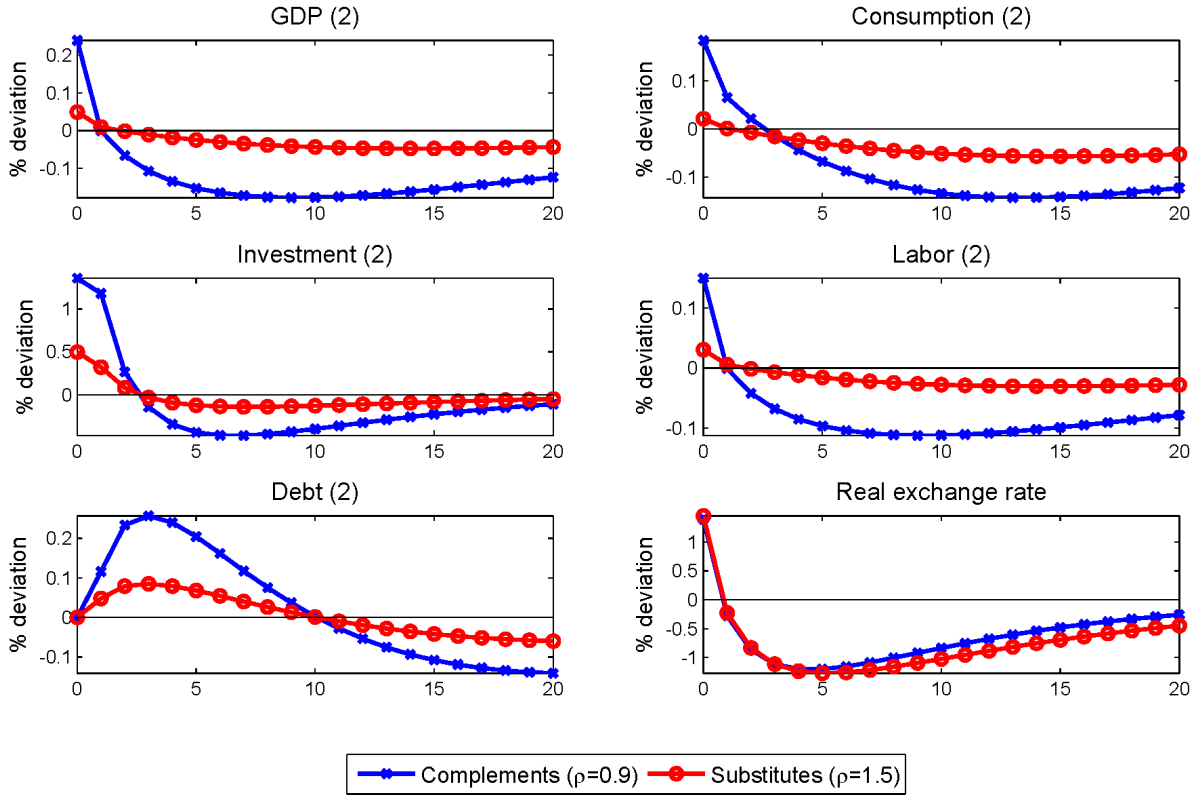 GDP (2)
% deviation
0.2
0.1
0
-0.1
0 5 10 15 20
Consumption (2)
% deviation
0.1
0
-0.1
0 5 10 15 20
Investment (2)
% deviation
1
0.5
0
0 5 10 15 20
Labor (2)
% deviation
0.1
0
-0.1
0 5 10 15 20
Debt (2)
% deviation
0.2
0.1
0
-0.1
0 5 10 15 20
Real exchange rate
% deviation
1
0.5
0
-0.5
-1
0 5 10 15 20
Complements (ρ=0.9) Substitutes (ρ=1.5)